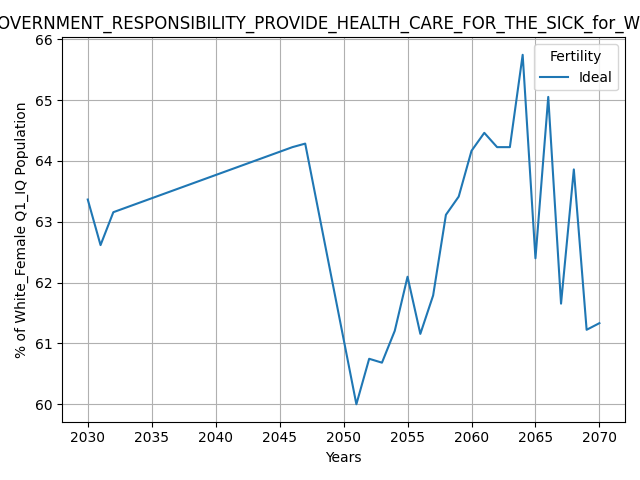 OVERNMENT_RESPONSIBILITY_PROVIDE_HEALTH_CARE_FOR_THE_SICK_for_W
66
65
64
63
62
61
60
% of White_Female Q1_IQ Population
Fertility
Ideal
2030 2035 2040 2045 2050 2055 2060 2065 2070
Years